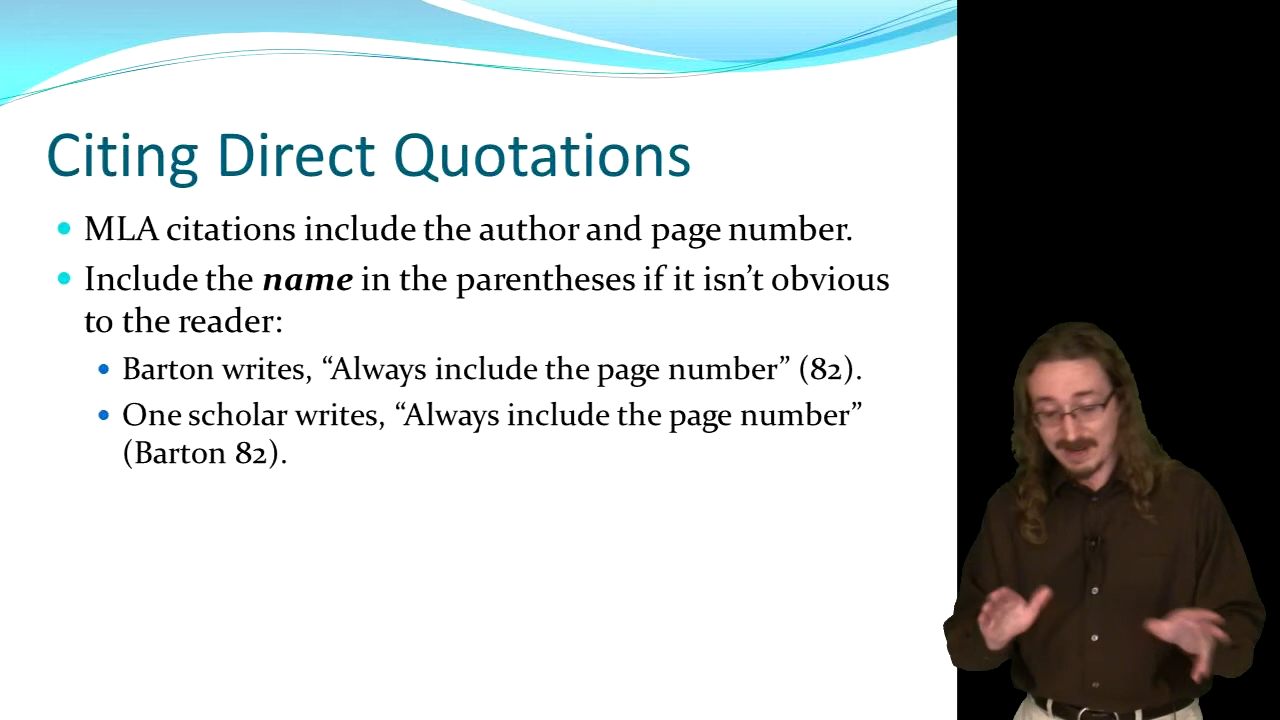 Citing Direct Quotations
• MLA citations include the author and page number.
• Include the name in the parentheses if it isn’t obvious
to the reader:
• Barton writes, “Always include the page number” (82).
• One scholar writes, “Always include the page number”
(Barton 82).